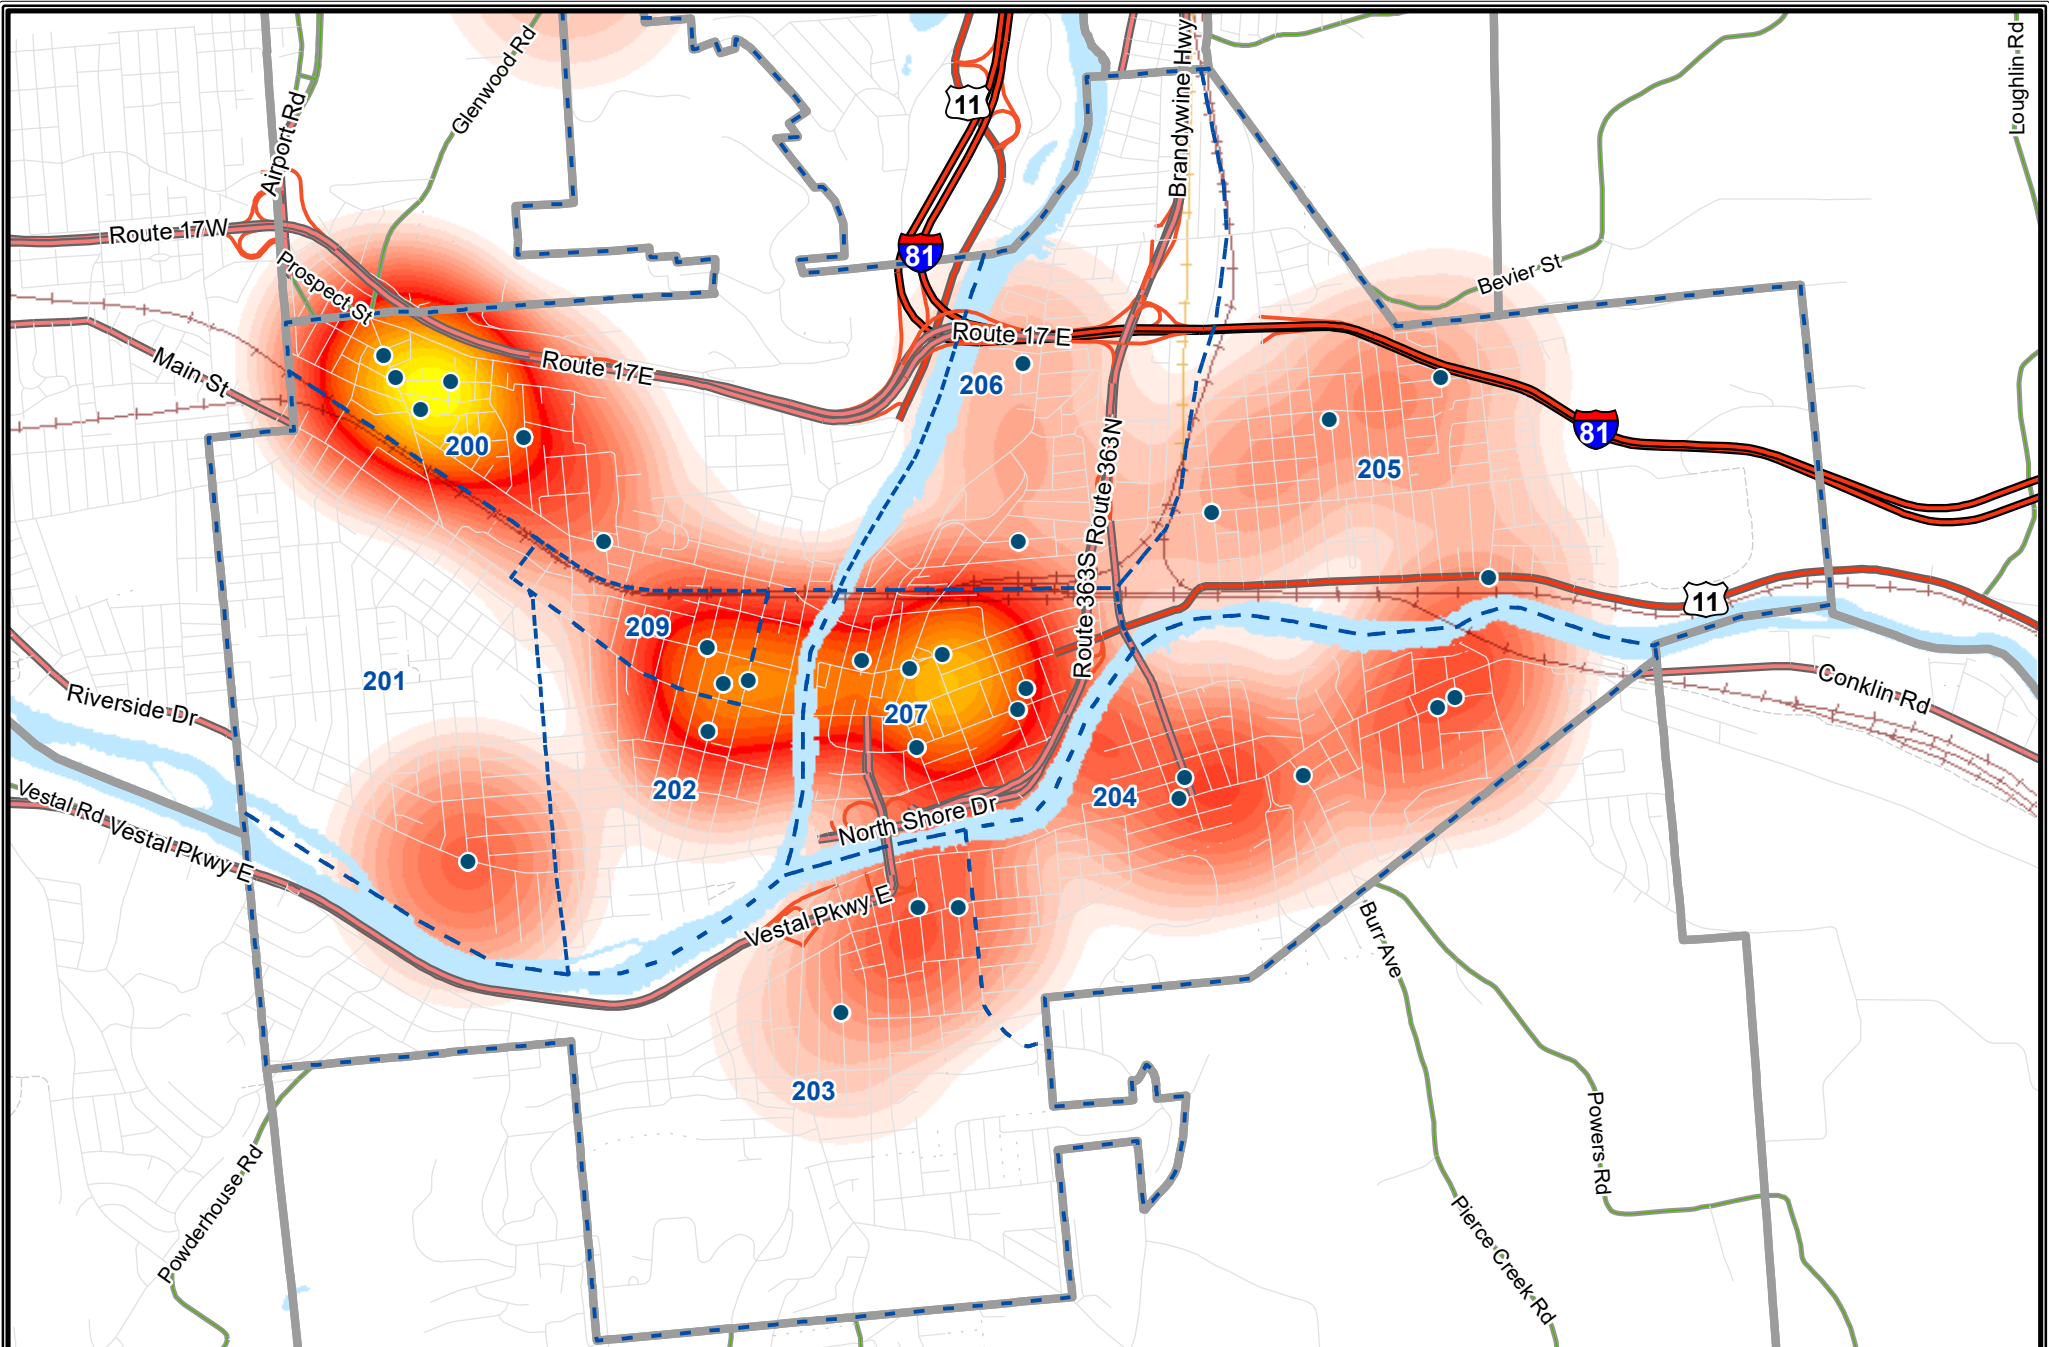 Loughlin Rd
Glenwood Rd
Brandywine Hwy
11
Airport Rd
Route 17W
81
Prospect St
Bevier St
Route 17 E
Main St
Route 17E
206
81
200
205
Route 363N
Route 363S
11
209
201
Riverside Dr
207
Conklin Rd
202
204
Vestal Rd
Vestal Pkwy E
North Shore Dr
Vestal Pkwy E
Burr Ave
203
Powers Rd
Powderhouse Rd
Pierce Creek Rd